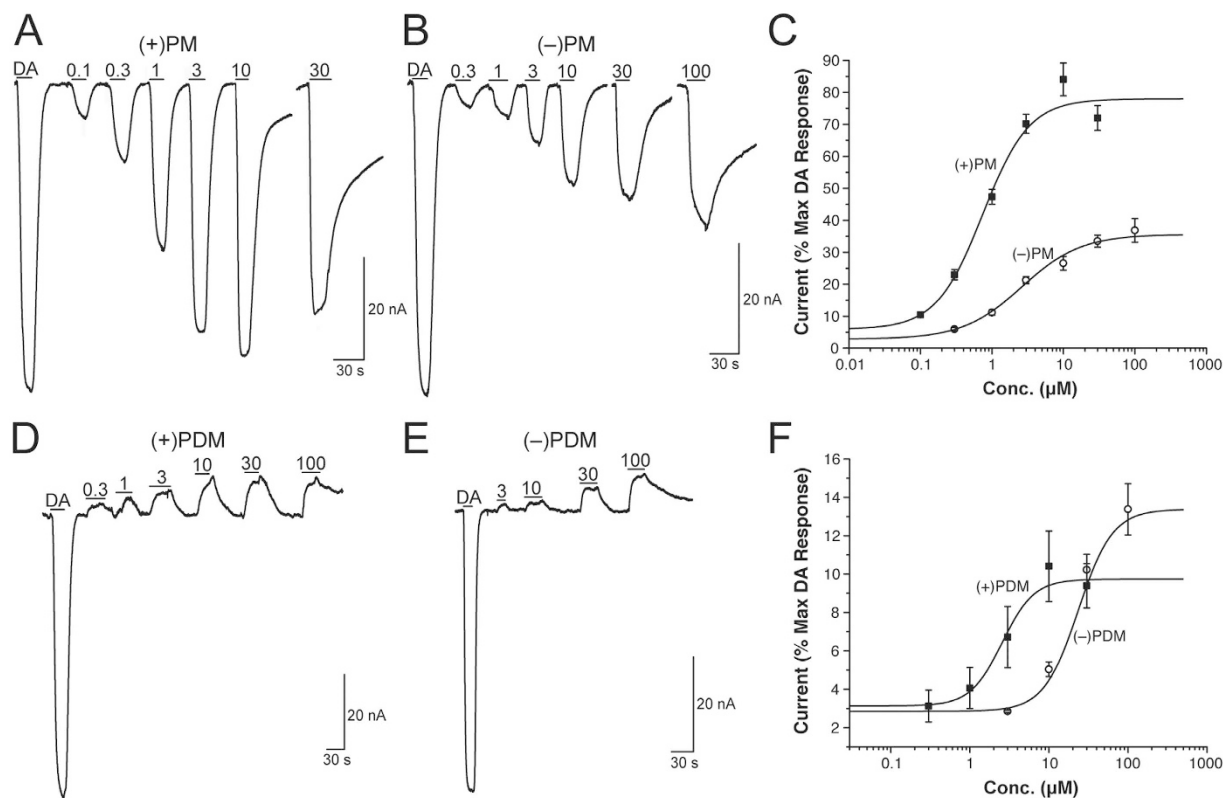 A
(+)PM
DA 0.1 0.3 1 3 10 30
20 nA
30 s
B
(–)PM
DA 0.3 1 3 10 30 100
20 nA
30 s
C
Current (% Max DA Response)
90
80
70
60
50
40
30
20
10
0
(+)PM
(–)PM
0.01 0.1 1 10 100 1000
Conc. (µM)
D
(+)PDM
DA 0.3 1 3 10 30 100
20 nA
30 s
E
(–)PDM
DA 3 10 30 100
20 nA
30 s
F
Current (% Max DA Response)
16
14
12
10
8
6
4
2
(+)PDM
(–)PDM
0.1 1 10 100 1000
Conc. (µM)